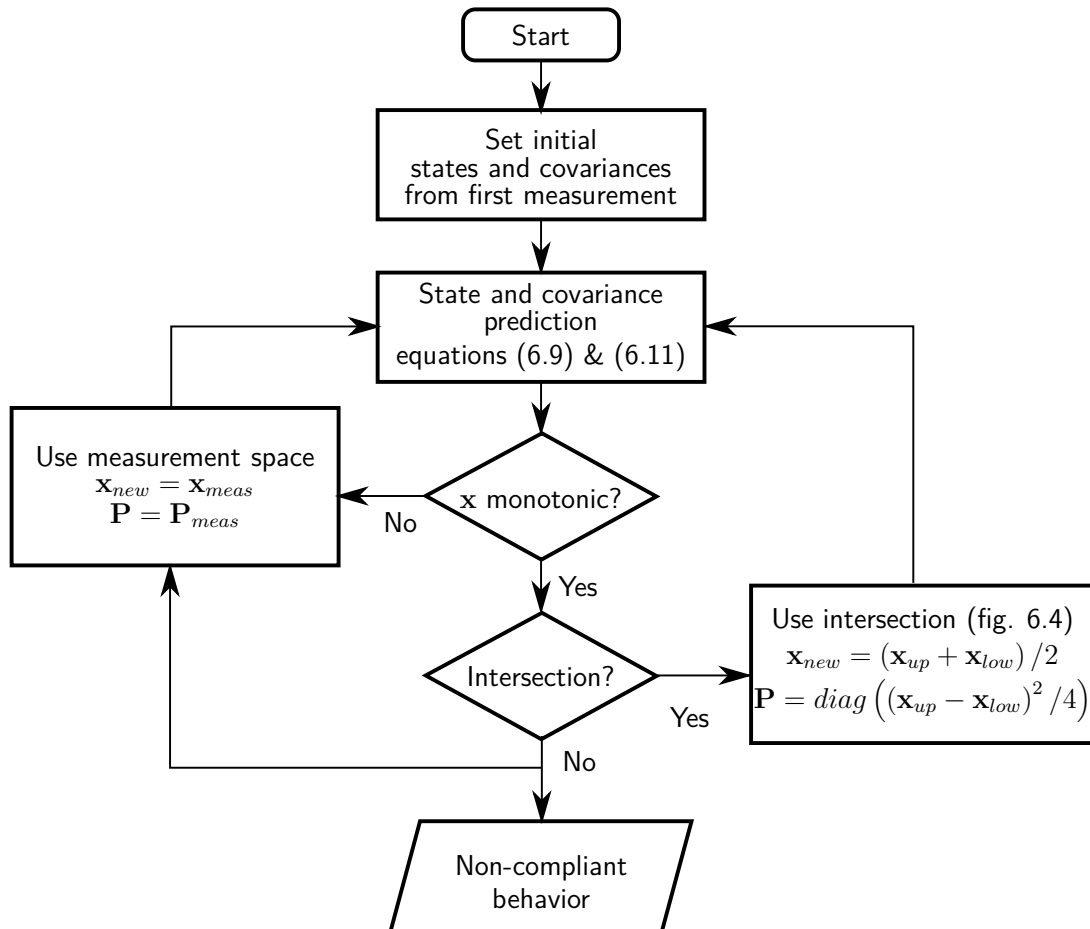 Start
Set initial
states and covariances
from first measurement
State and covariance
prediction
equations (6.9) & (6.11)
Use measurement space
x_new = x_meas
P = P_meas
x monotonic?
No
Yes
Intersection?
Yes
Use intersection (fig. 6.4)
x_new = (x_up + x_low) /2
P = diag ((x_up − x_low)^2 /4)
No
Non-compliant
behavior